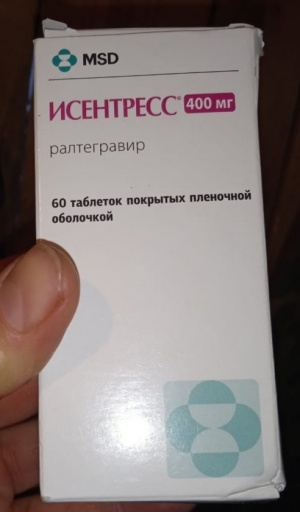 MSD
ИСЕНТРЕСС® 400 мг
ралтегравир
60 таблеток покрытых пленочной
оболочкой